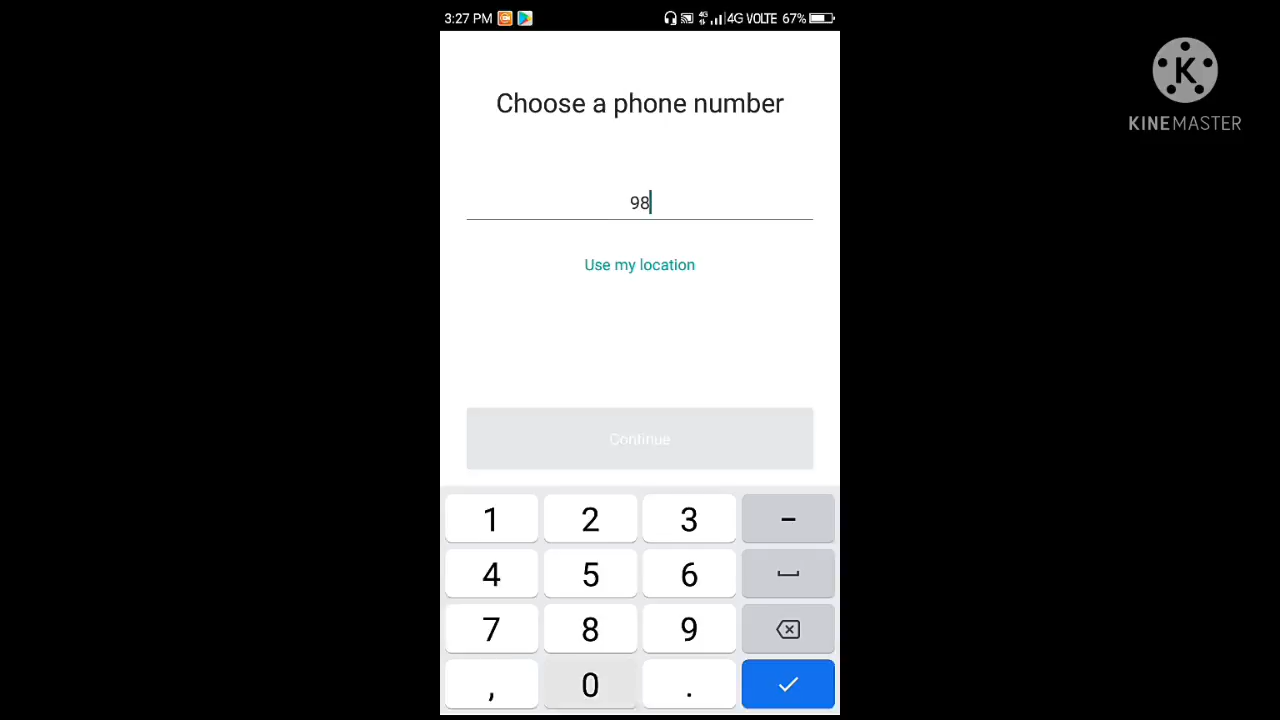 3:27 PM
4G
4G VOLTE 67%
K
KINEMASTER
Choose a phone number
98
Use my location
Continue
1 2 3 -
4 5 6
7 8 9
, 0 .